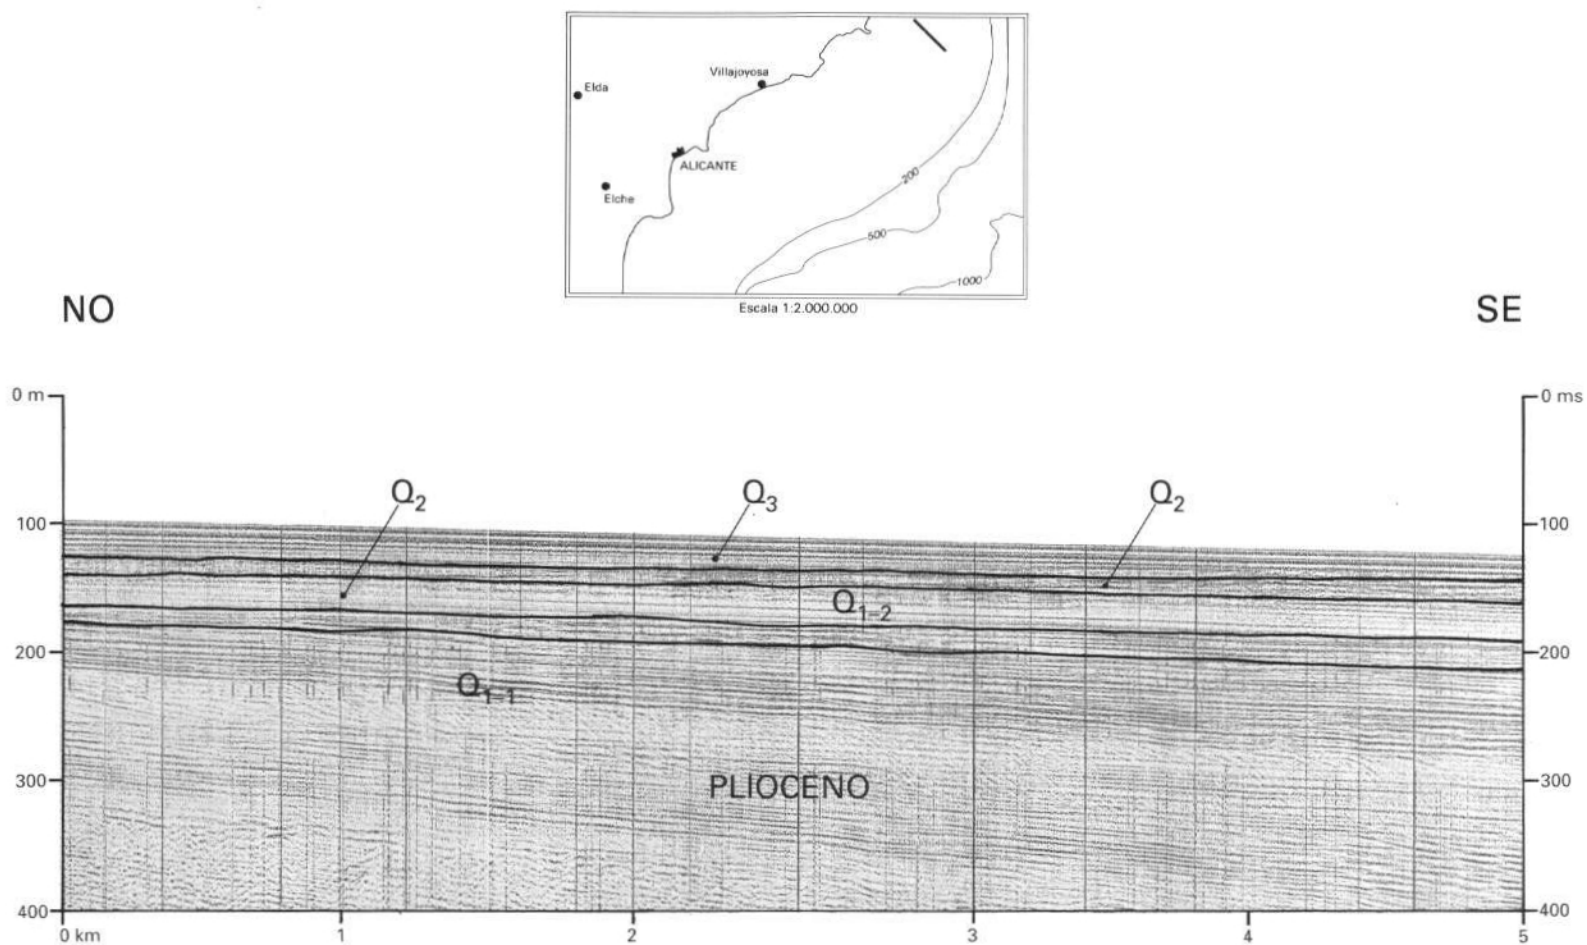 Villajoyosa
Elda
ALICANTE
Elche
200
500
1000
Escala 1:2.000.000
NO
SE
0 m
0 ms
Q2
Q3
Q2
100
100
Q1-2
200
200
Q1-1
300
300
PLIOCENO
400
400
0 km
1
2
3
4
5